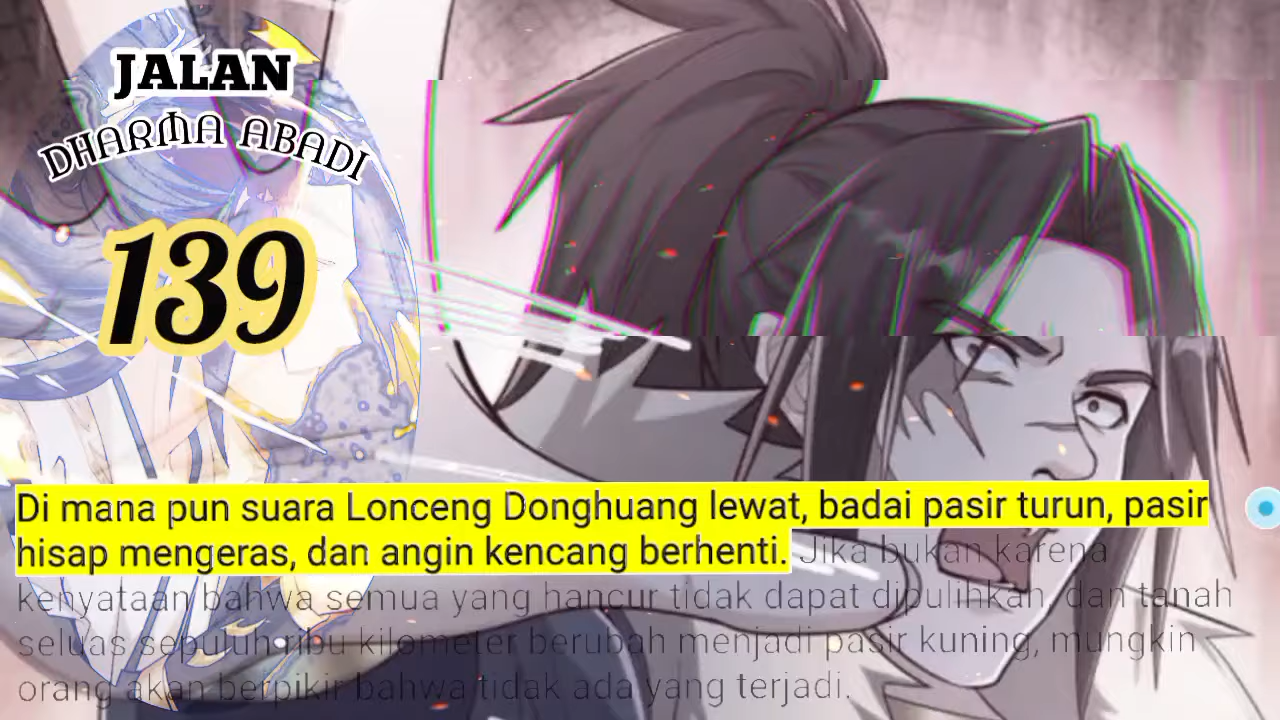 JALAN
DHARMA ABADI
139
Di mana pun suara Lonceng Donghuang lewat, badai pasir turun, pasir
hisap mengeras, dan angin kencang berhenti. Jika bukan karena
kenyataan bahwa semua yang hancur tidak dapat dipulihkan, dan tanah
seluas sepuluh ribu kilometer berubah menjadi pasir kuning, mungkin
orang akan berpikir bahwa tidak ada yang terjadi.